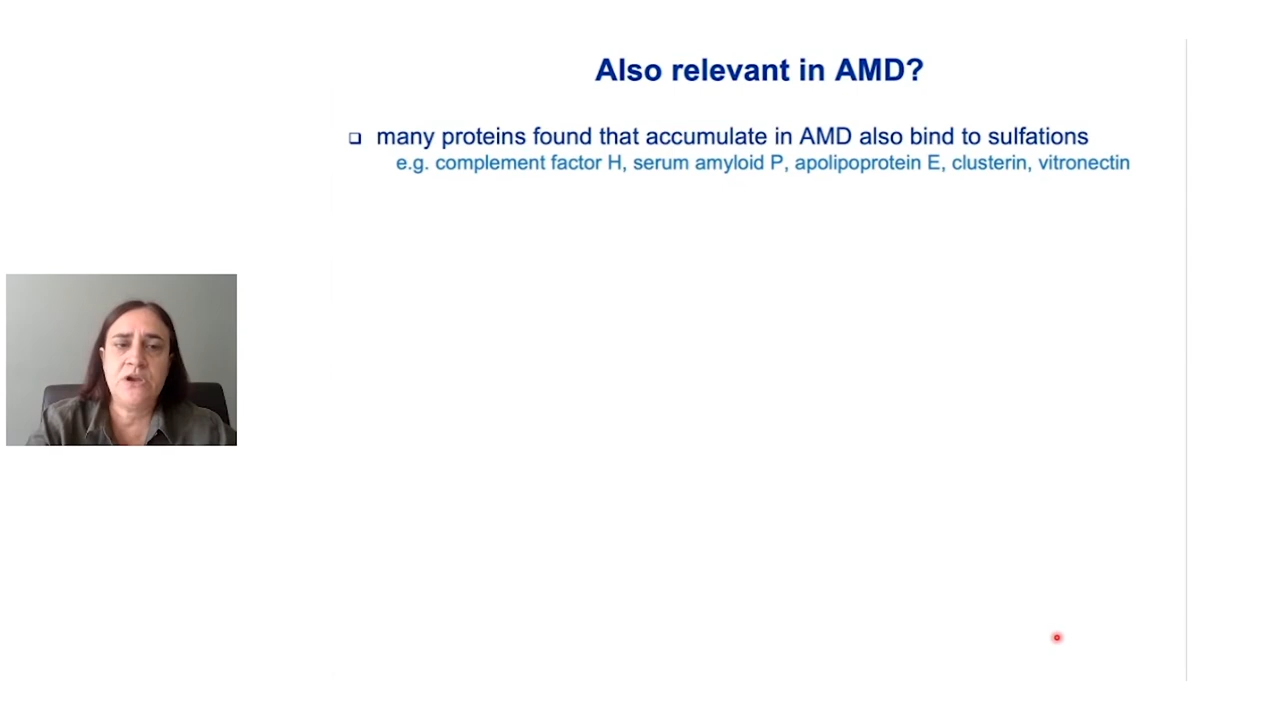 Also relevant in AMD?
many proteins found that accumulate in AMD also bind to sulfations
e.g. complement factor H, serum amyloid P, apolipoprotein E, clusterin, vitronectin